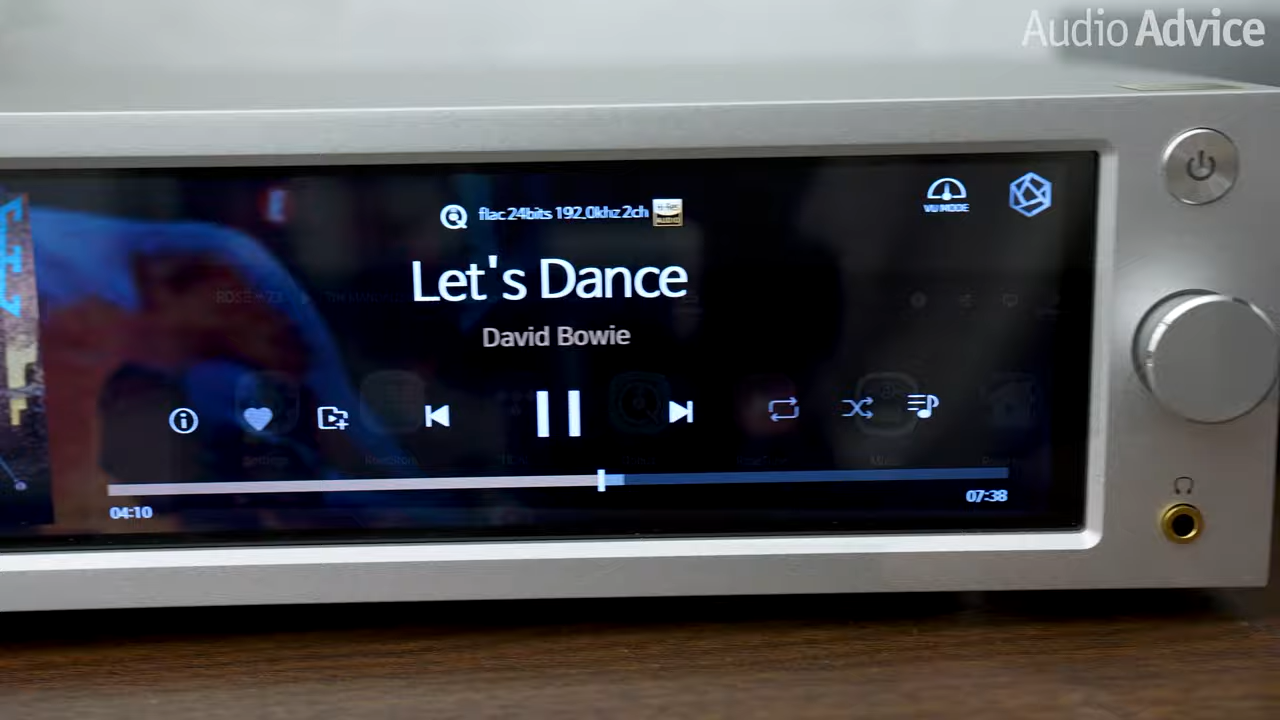 Audio Advice
flac 24bits 192.0khz 2ch
VU MODE
Let's Dance
David Bowie
04:10
07:38